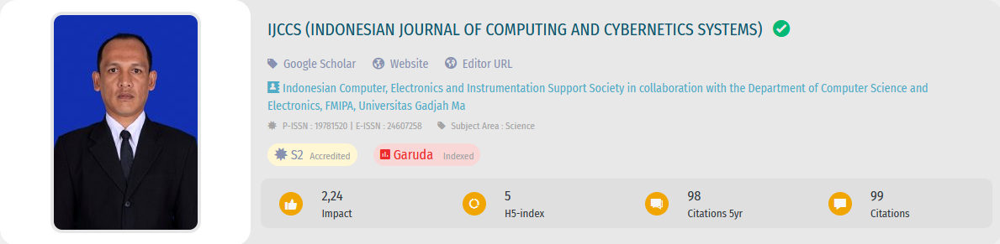 IJCCS (INDONESIAN JOURNAL OF COMPUTING AND CYBERNETICS SYSTEMS)
Google Scholar Website Editor URL
Indonesian Computer, Electronics and Instrumentation Support Society in collaboration with the Department of Computer Science and
Electronics, FMIPA, Universitas Gadjah Ma
P-ISSN : 19781520 | E-ISSN : 24607258 Subject Area : Science
S2 Accredited Garuda Indexed
2,24 5 98 99
Impact H5-index Citations 5yr Citations